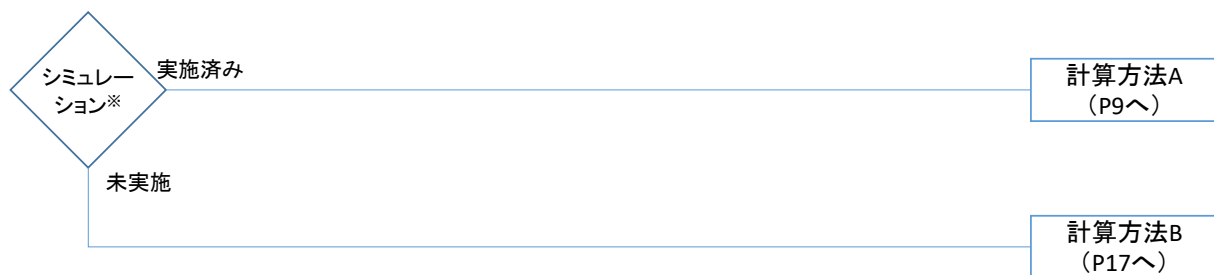 シミュレー
ション※
実施済み
計算方法A
（P9へ）
未実施
計算方法B
（P17へ）